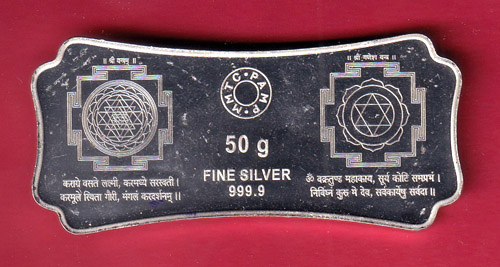 ॥ श्री यन्त्रम् ॥
॥ श्री गणेश यन्त्र ॥
MMTC PAMP
50 g
FINE SILVER
999.9
कराग्रे वसते लक्ष्मी, करमध्ये सरस्वती।
करमूले स्थिता गौरी, मंगलं करदर्शनम्॥
ॐ वक्रतुण्ड महाकाय, सूर्य कोटि समप्रभं।
निर्विघ्नं कुरु मे देव, सर्वकार्येषु सर्वदा॥